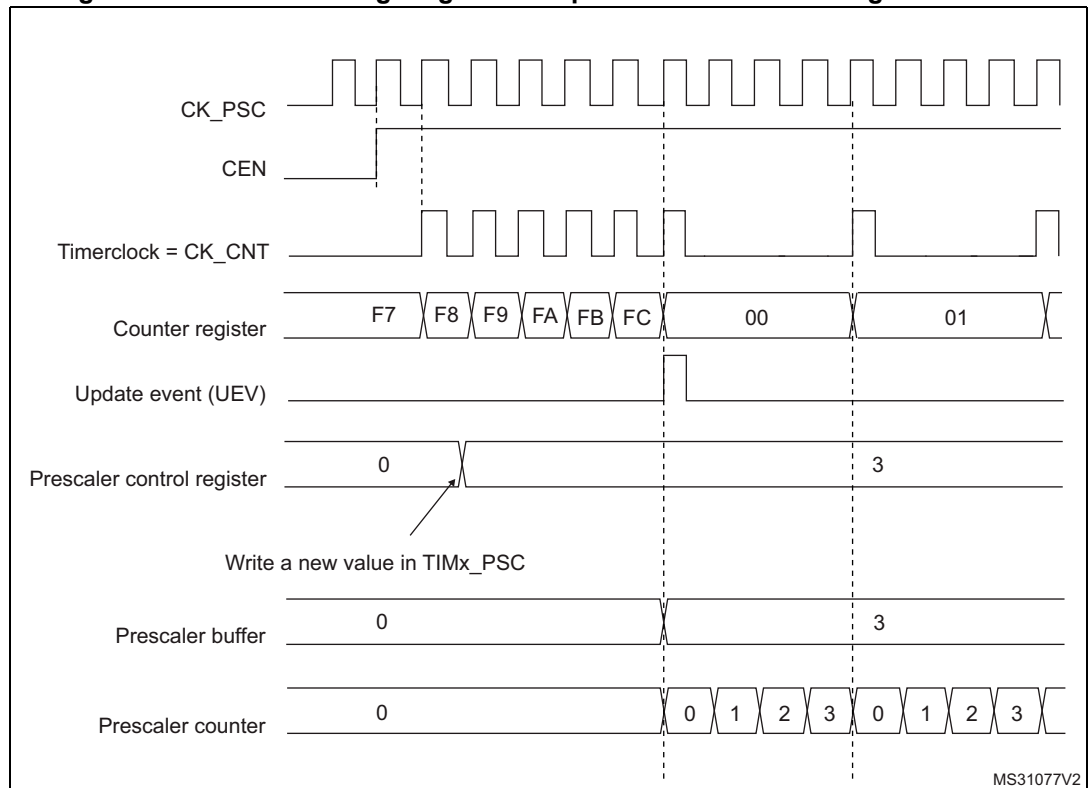 CK_PSC
CEN
Timerclock = CK_CNT
Counter register F7 F8 F9 FA FB FC 00 01
Update event (UEV)
Prescaler control register 0 3
Write a new value in TIMx_PSC
Prescaler buffer 0 3
Prescaler counter 0 0 1 2 3 0 1 2 3
MS31077V2